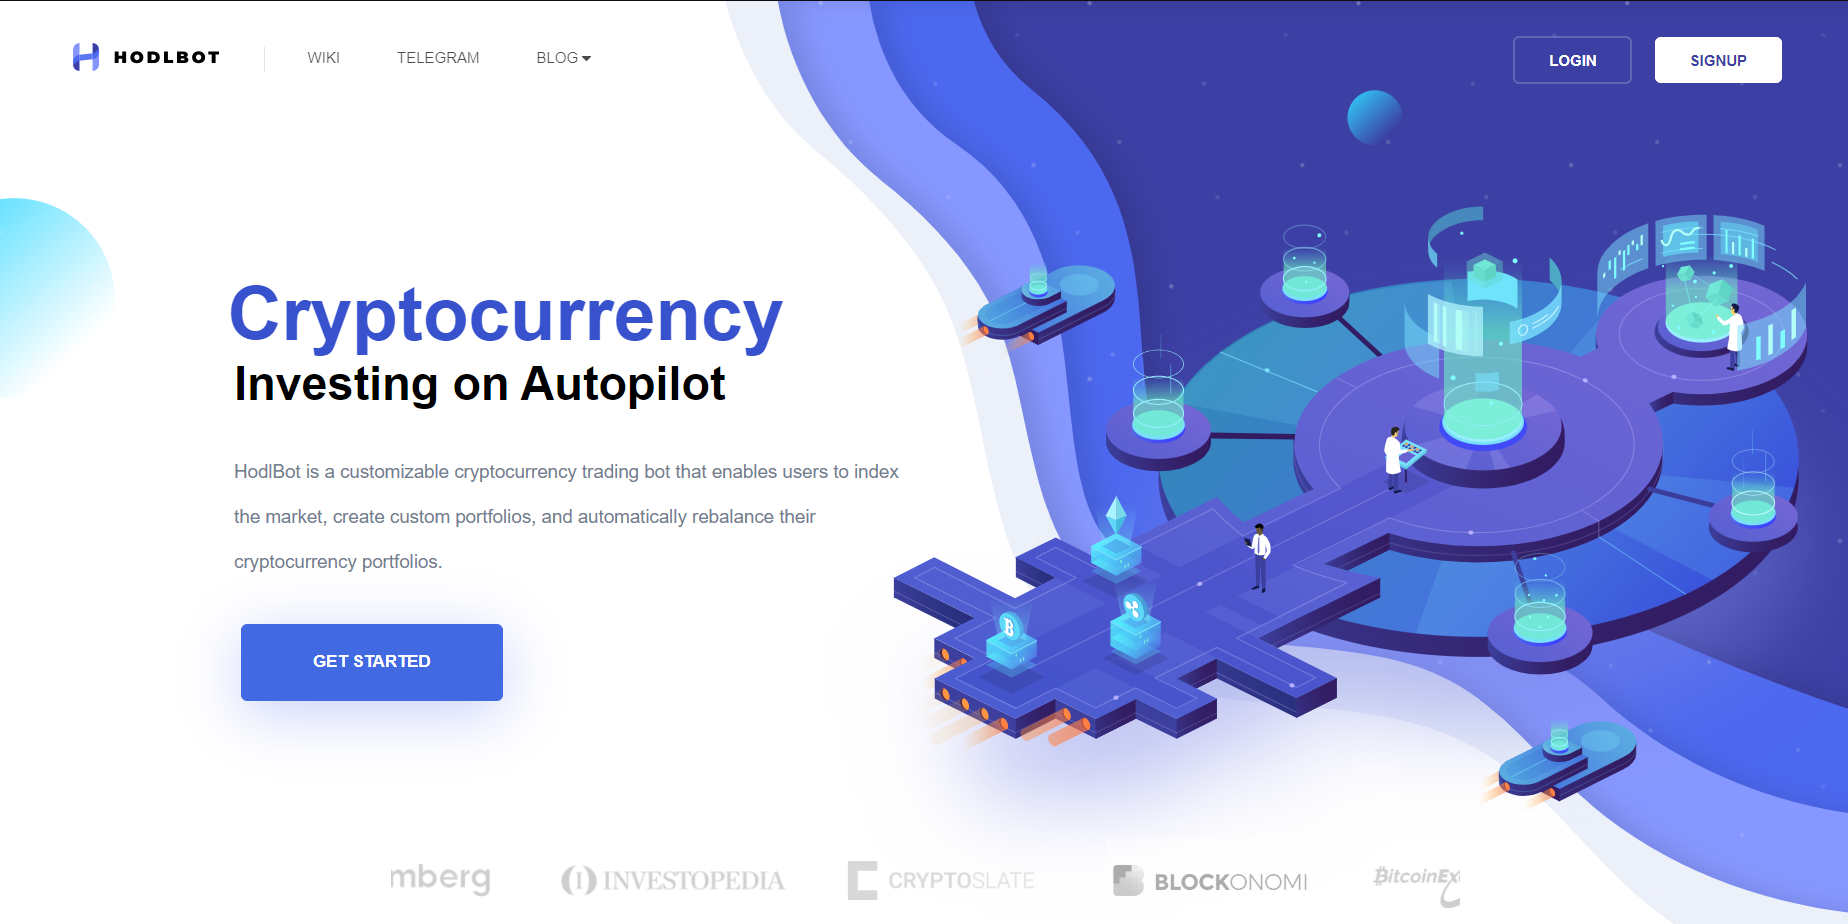 HODLBOT
WIKI
TELEGRAM
BLOG
LOGIN
SIGNUP
Cryptocurrency
Investing on Autopilot
HodlBot is a customizable cryptocurrency trading bot that enables users to index
the market, create custom portfolios, and automatically rebalance their
cryptocurrency portfolios.
GET STARTED
mberg
INVESTOPEDIA
CRYPTOSLATE
BLOCKONOMI
BitcoinEx